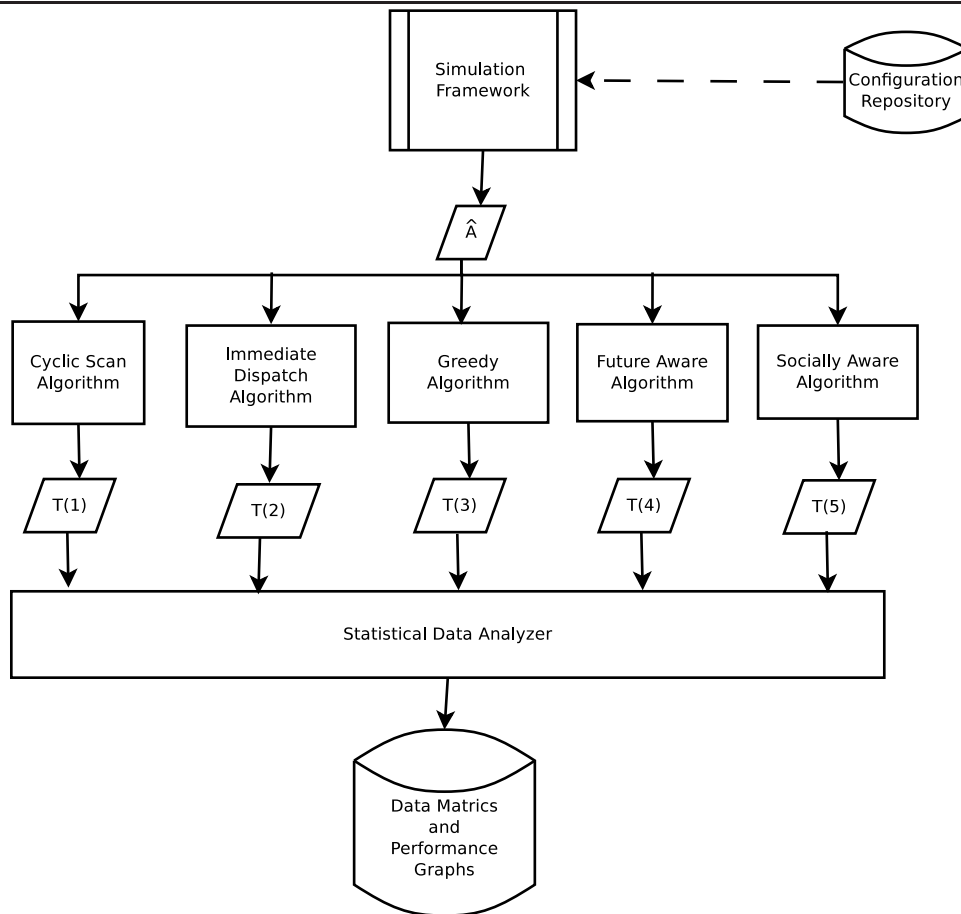 Simulation
Framework
Configuration
Repository
Â
Cyclic Scan
Algorithm
Immediate
Dispatch
Algorithm
Greedy
Algorithm
Future Aware
Algorithm
Socially Aware
Algorithm
T(1)
T(2)
T(3)
T(4)
T(5)
Statistical Data Analyzer
Data Matrics
and
Performance
Graphs